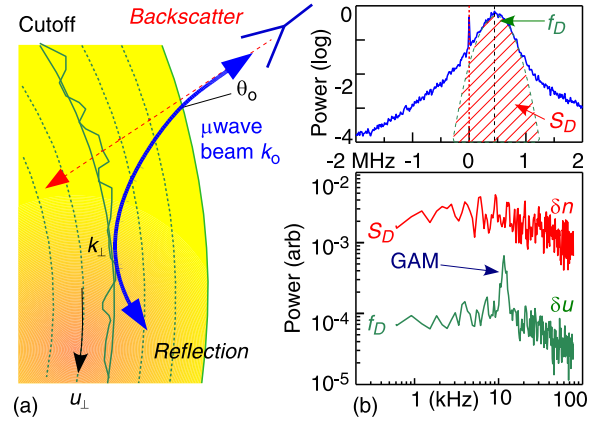 Cutoff
Backscatter
θo
μwave
beam ko
k⊥
Reflection
u⊥
(a)
0
-2
-4
Power (log)
fD
SD
-2 MHz -1 0 1 2
10-2
10-3
10-4
10-5
Power (arb)
SD
δn
GAM
fD
δu
1 (kHz) 10 100
(b)